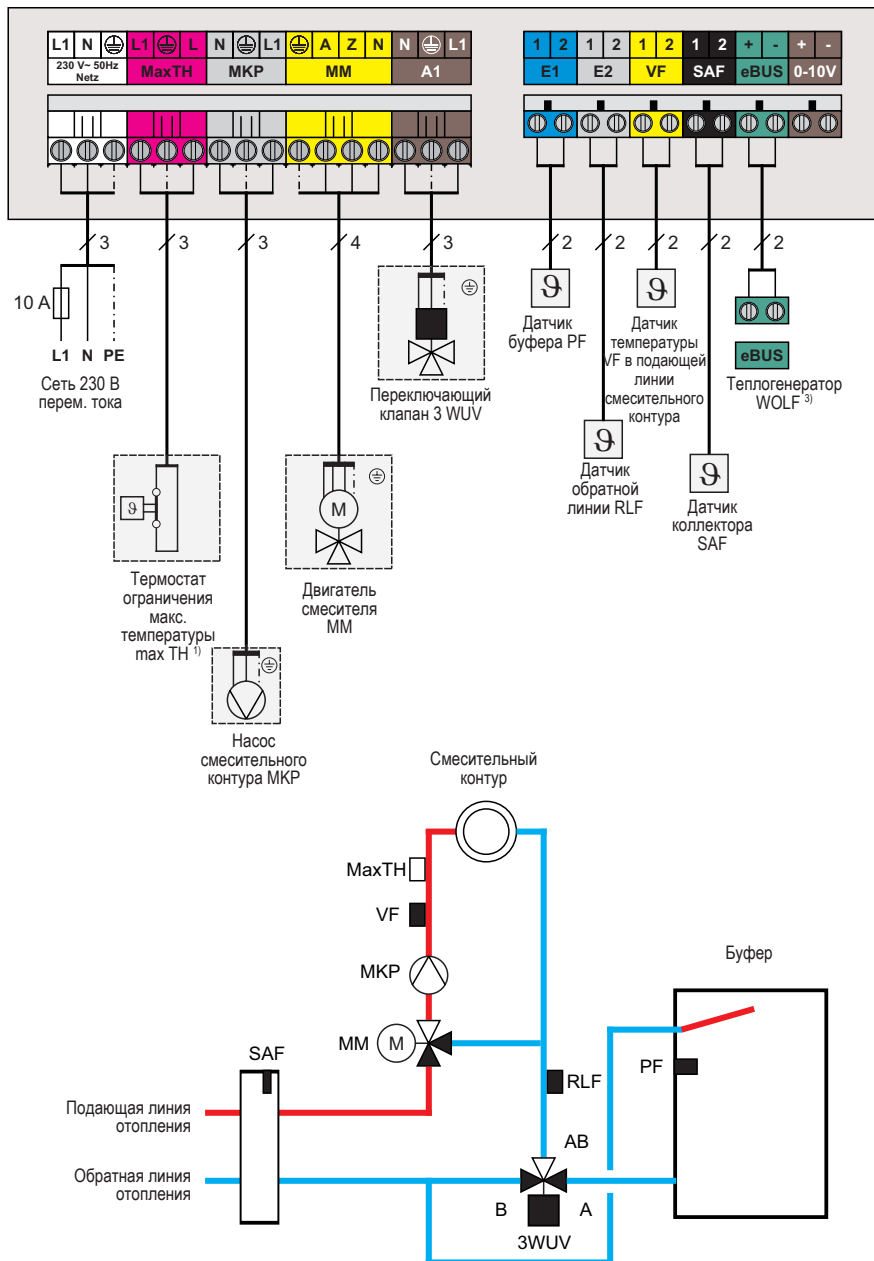 L1 N L1 L N L1 A Z N N L1
230 V~ 50Hz
Netz
MaxTH MKP MM A1
1 2 1 2 1 2 1 2 + - + -
E1 E2 VF SAF eBUS 0-10V
3 3 3 4 3 2 2 2 2 2
10 A
L1 N PE
Сеть 230 В
перем. тока
Переключающий
клапан 3 WUV
ϑ
Датчик
буфера PF
ϑ
Датчик
температуры
VF в подающей
линии
смесительного
контура
eBUS
Теплогенератор
WOLF 3)
ϑ
Датчик
обратной
линии RLF
ϑ
Датчик
коллектора
SAF
ϑ
Термостат
ограничения
макс.
температуры
max TH 1)
M
Двигатель
смесителя
MM
Насос
смесительного
контура MKP
Смесительный
контур
MaxTH
VF
MKP
MM M
SAF
Подающая линия
отопления
Обратная линия
отопления
RLF
AB
B A
3WUV
Буфер
PF